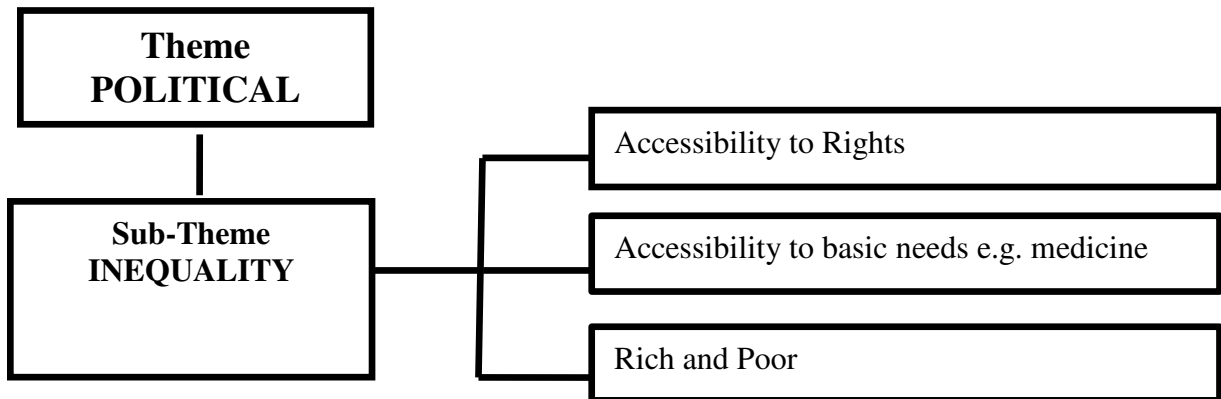 Theme
POLITICAL
Sub-Theme
INEQUALITY
Accessibility to Rights
Accessibility to basic needs e.g. medicine
Rich and Poor